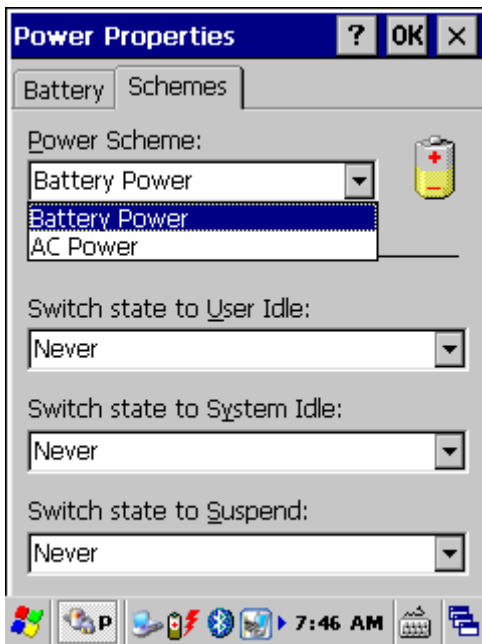 Power Properties ? OK ×
Battery Schemes
Power Scheme:
Battery Power
Battery Power
AC Power
Switch state to User Idle:
Never
Switch state to System Idle:
Never
Switch state to Suspend:
Never
P 7:46 AM